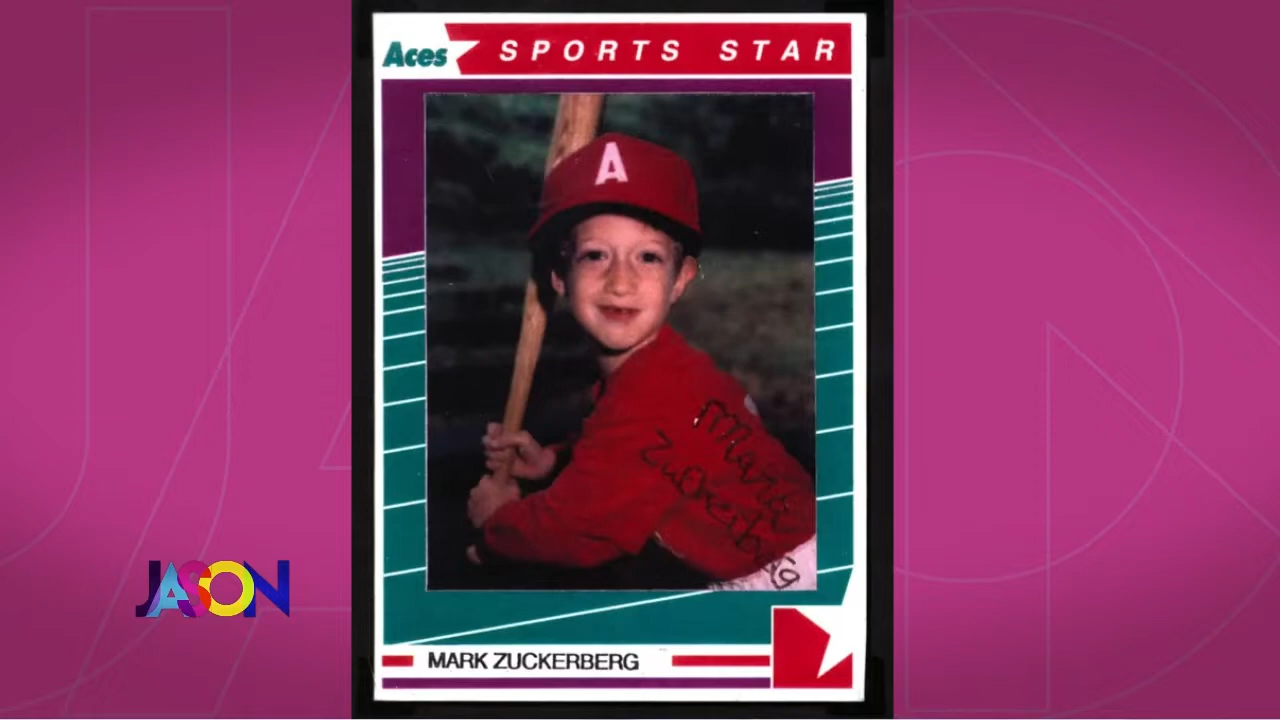 Aces SPORTS STAR
A
Mark
Zuckerberg
JASON
MARK ZUCKERBERG